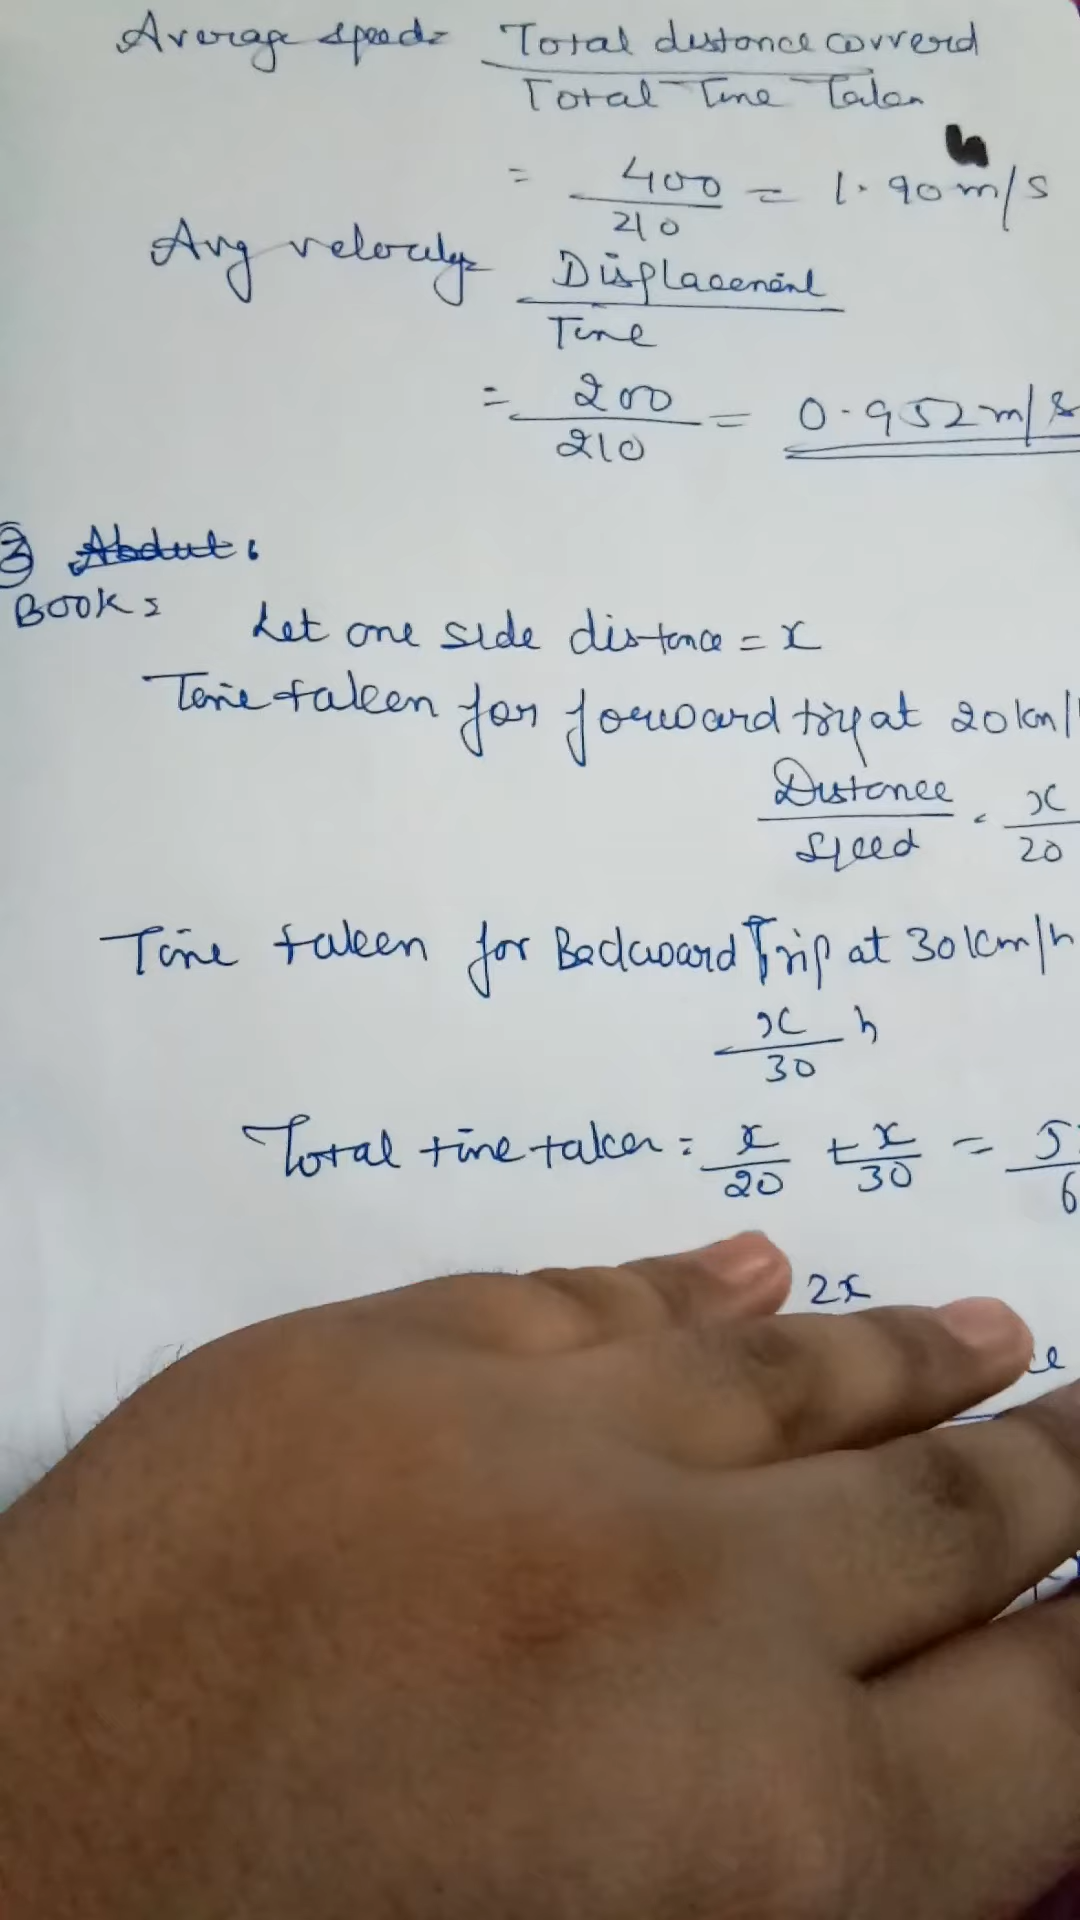 Average speed = Total distance coverd
Total Time Taken
= 400 = 1.90 m/s
210
Avg velocity = Displacement
Time
= 200 = 0.952 m/s
210
3 Abdul:
Book:
Let one side distance = x
Time taken for forward trip at 20 km/
Distance x
Speed 20
Time taken for Backward Trip at 30 km/h
x h
30
Total time taken = x + x = 5
20 30 6
2x